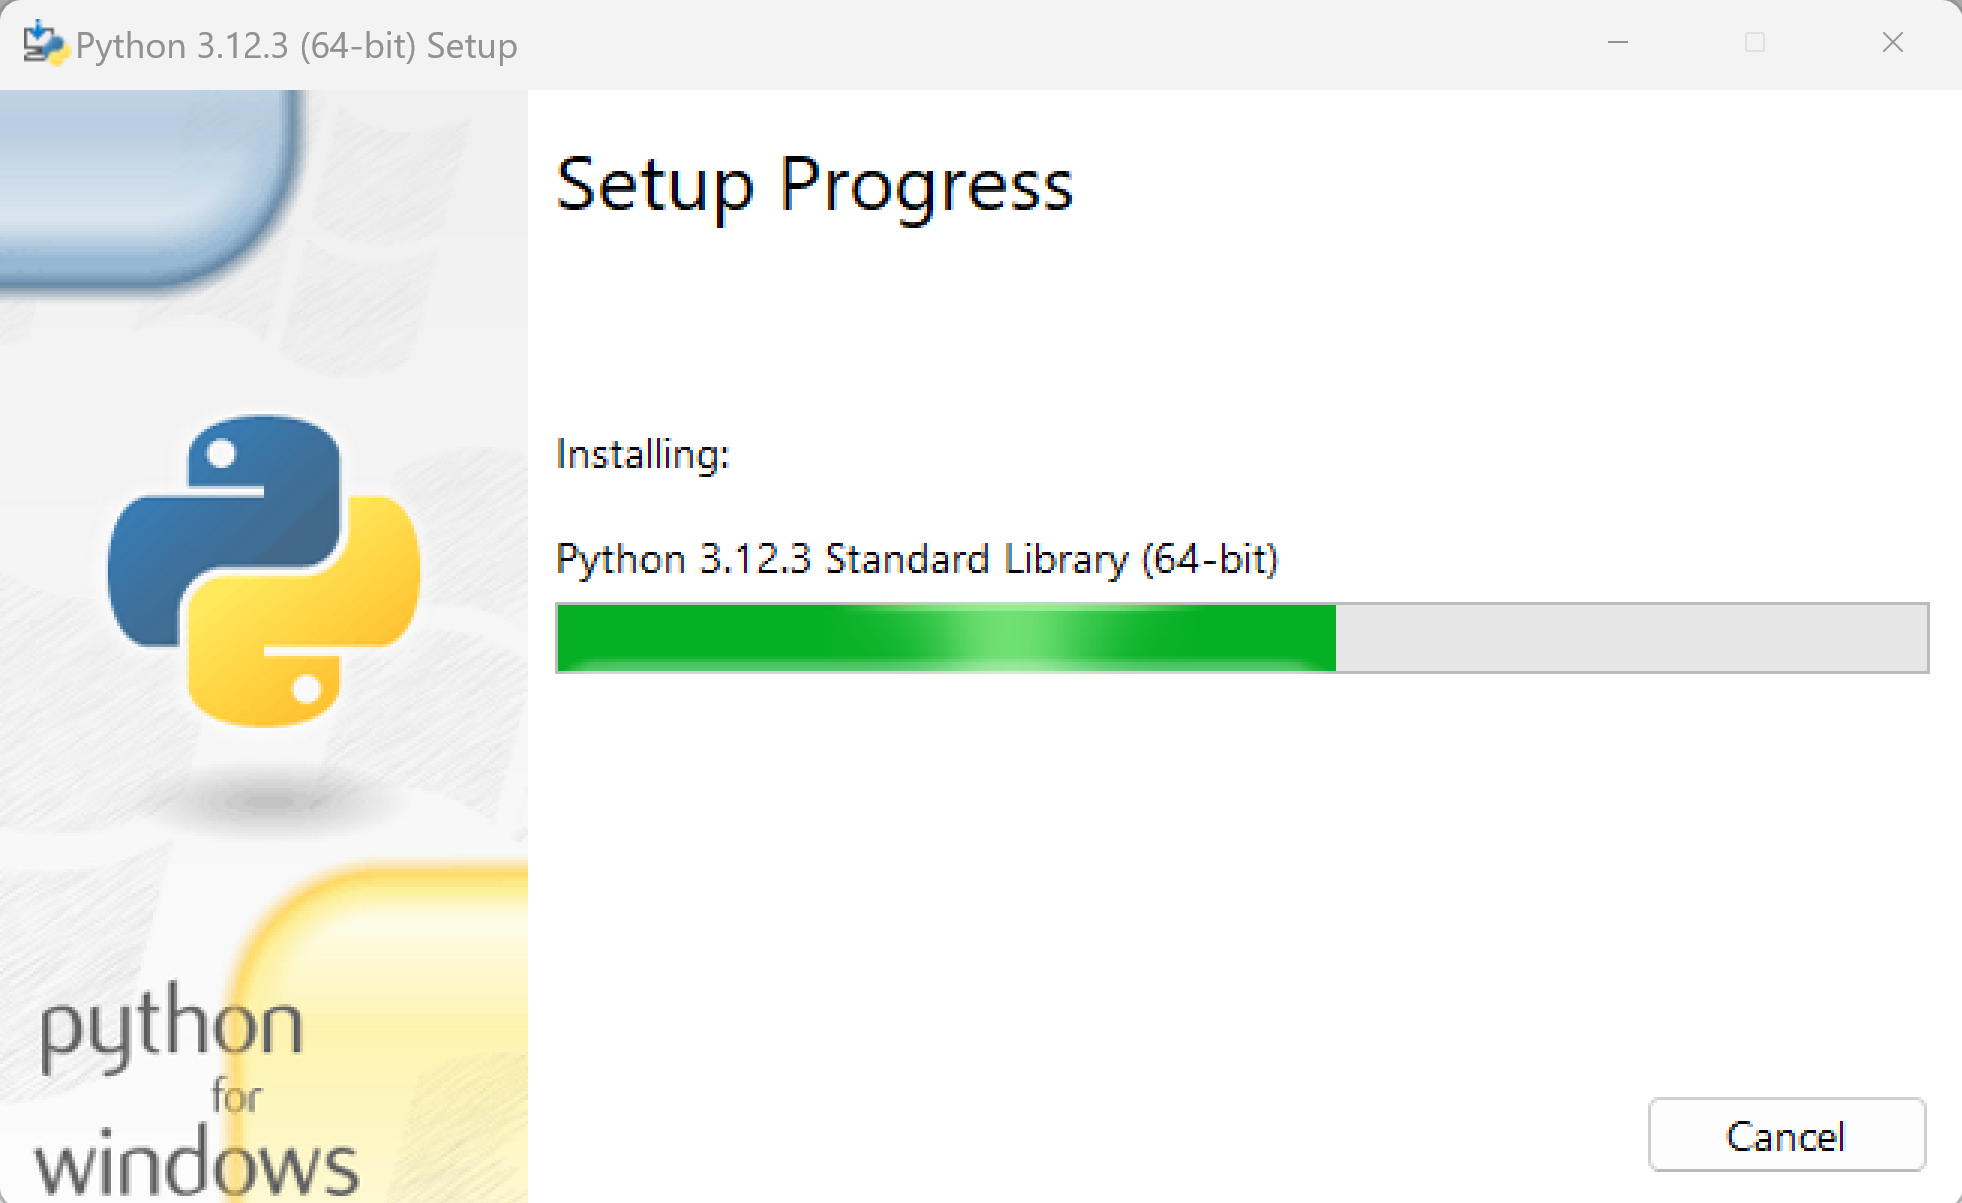 Python 3.12.3 (64-bit) Setup
Setup Progress
Installing:
Python 3.12.3 Standard Library (64-bit)
python
for
windows
Cancel